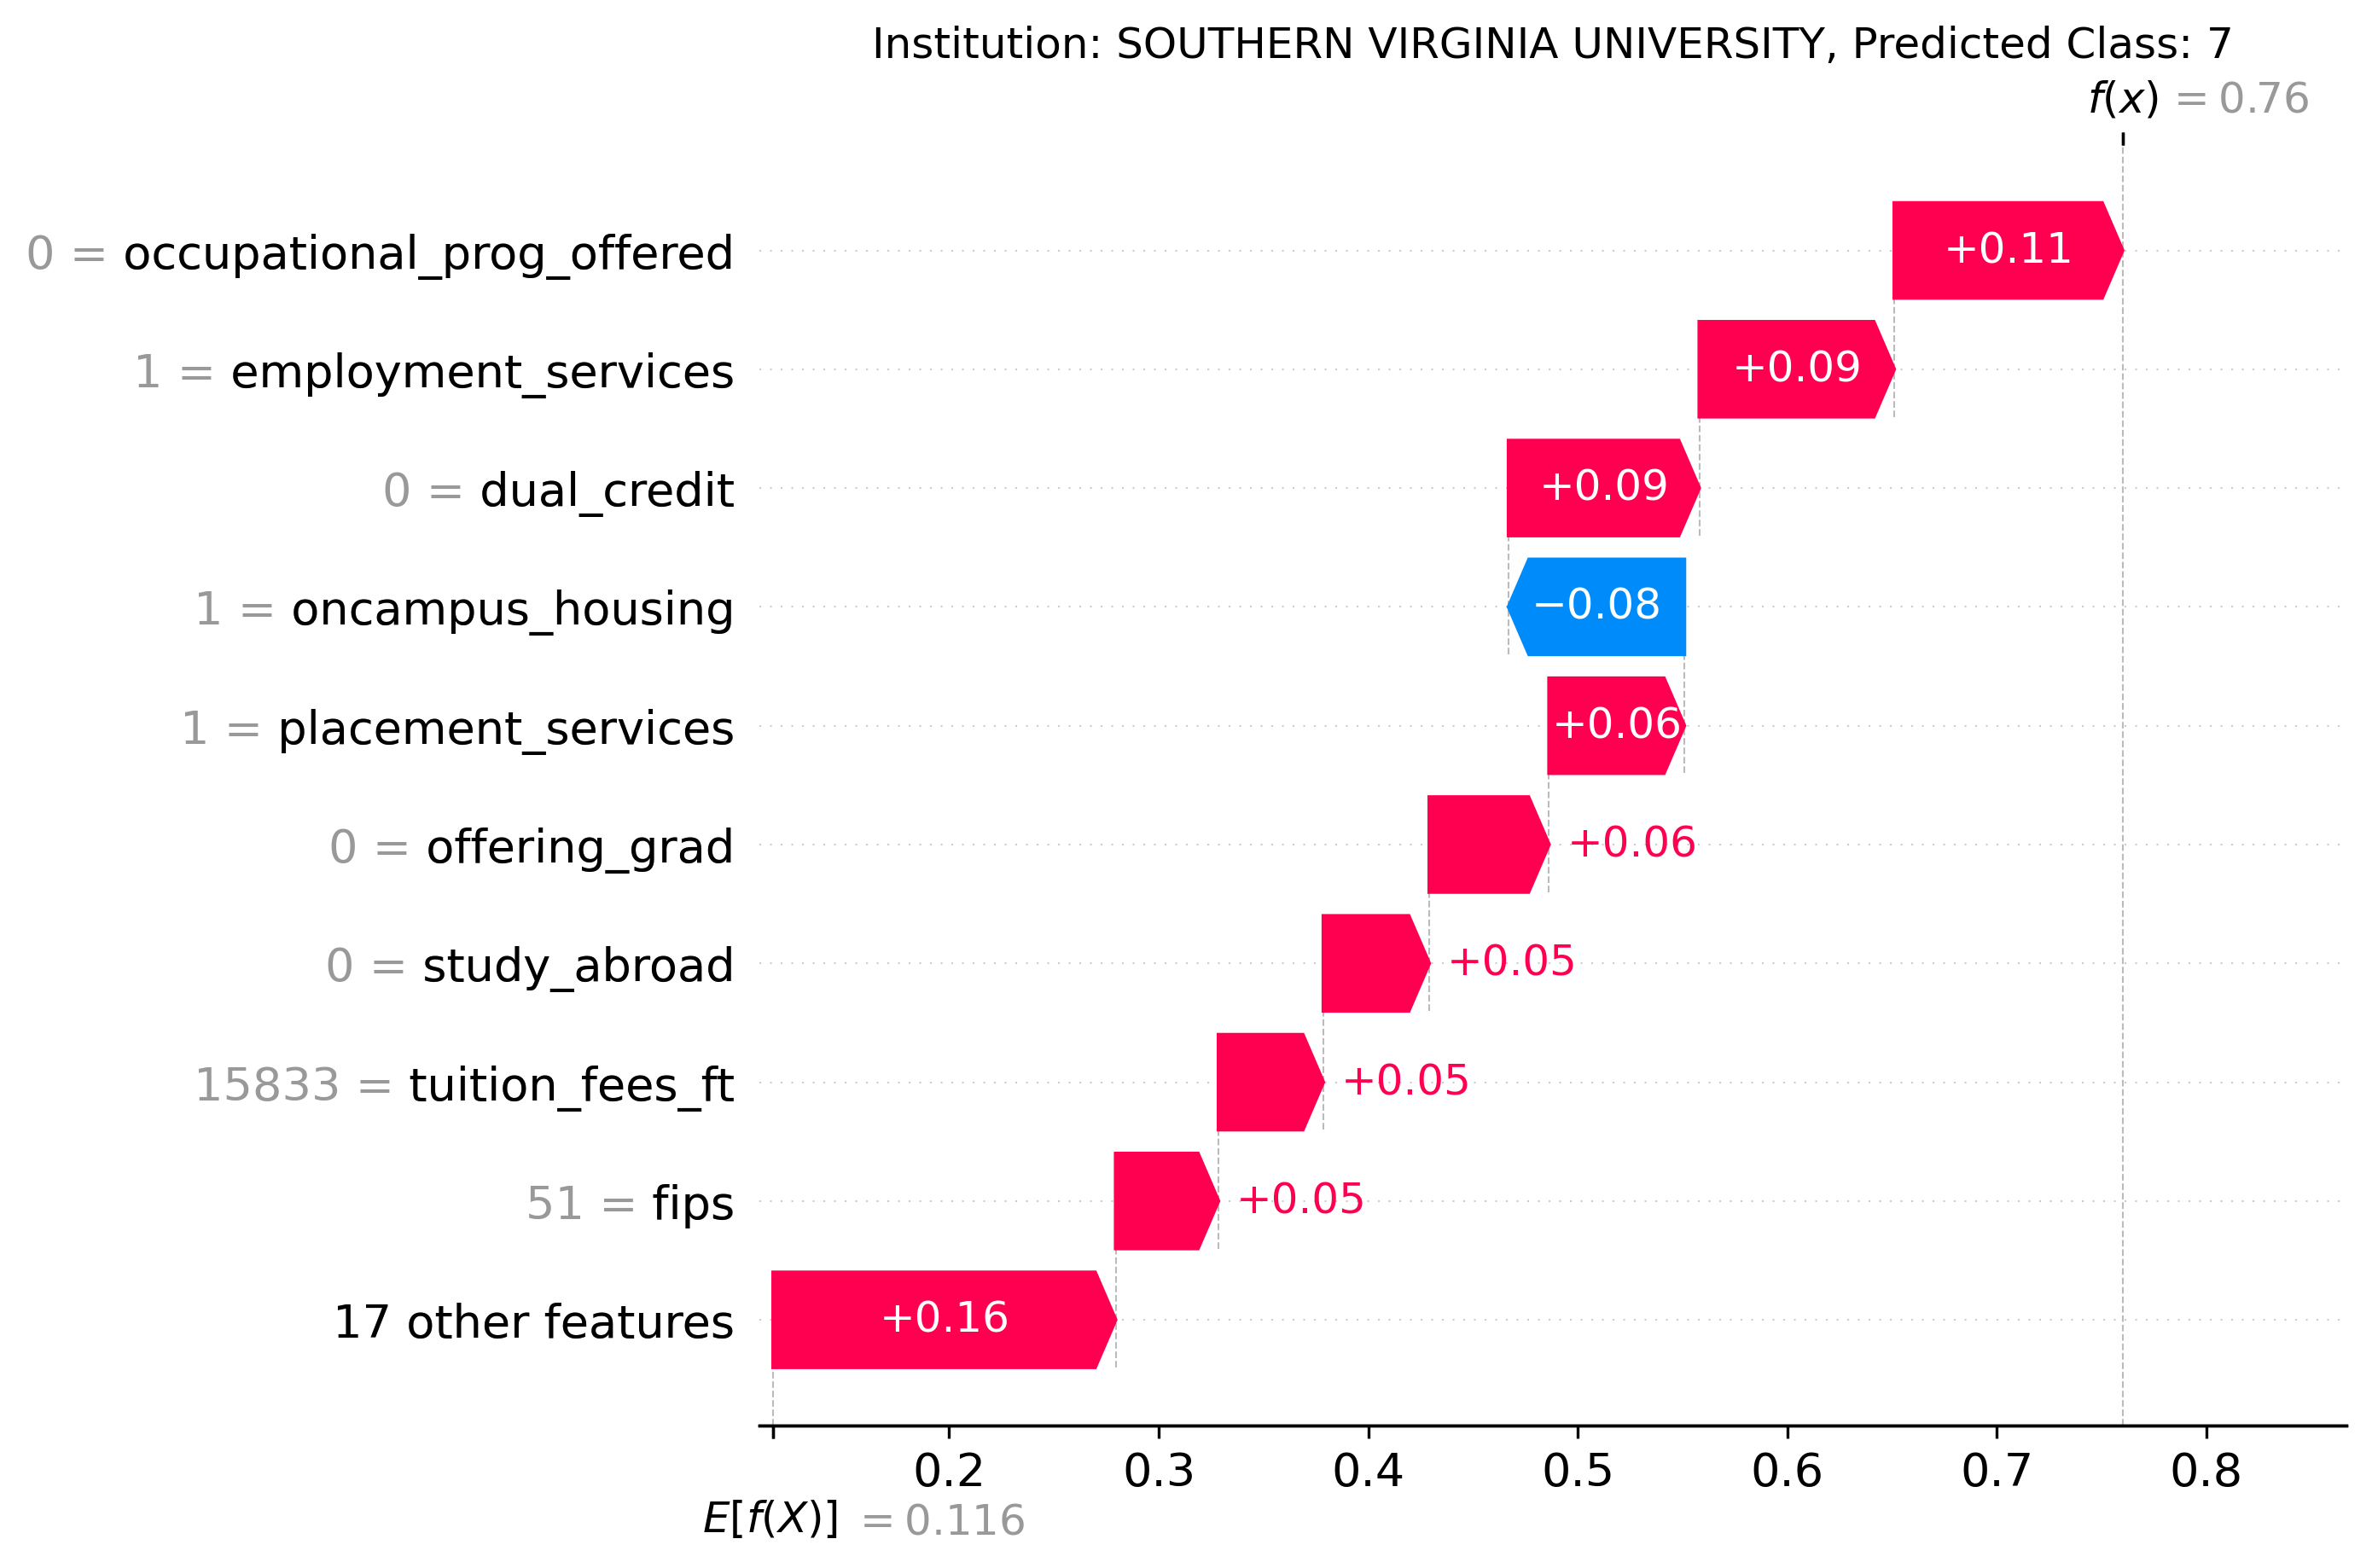 Institution: SOUTHERN VIRGINIA UNIVERSITY, Predicted Class: 7
f(x) = 0.76
0 = occupational_prog_offered +0.11
1 = employment_services +0.09
0 = dual_credit +0.09
1 = oncampus_housing −0.08
1 = placement_services +0.06
0 = offering_grad +0.06
0 = study_abroad +0.05
15833 = tuition_fees_ft +0.05
51 = fips +0.05
17 other features +0.16
0.2 0.3 0.4 0.5 0.6 0.7 0.8
E[f(X)] = 0.116